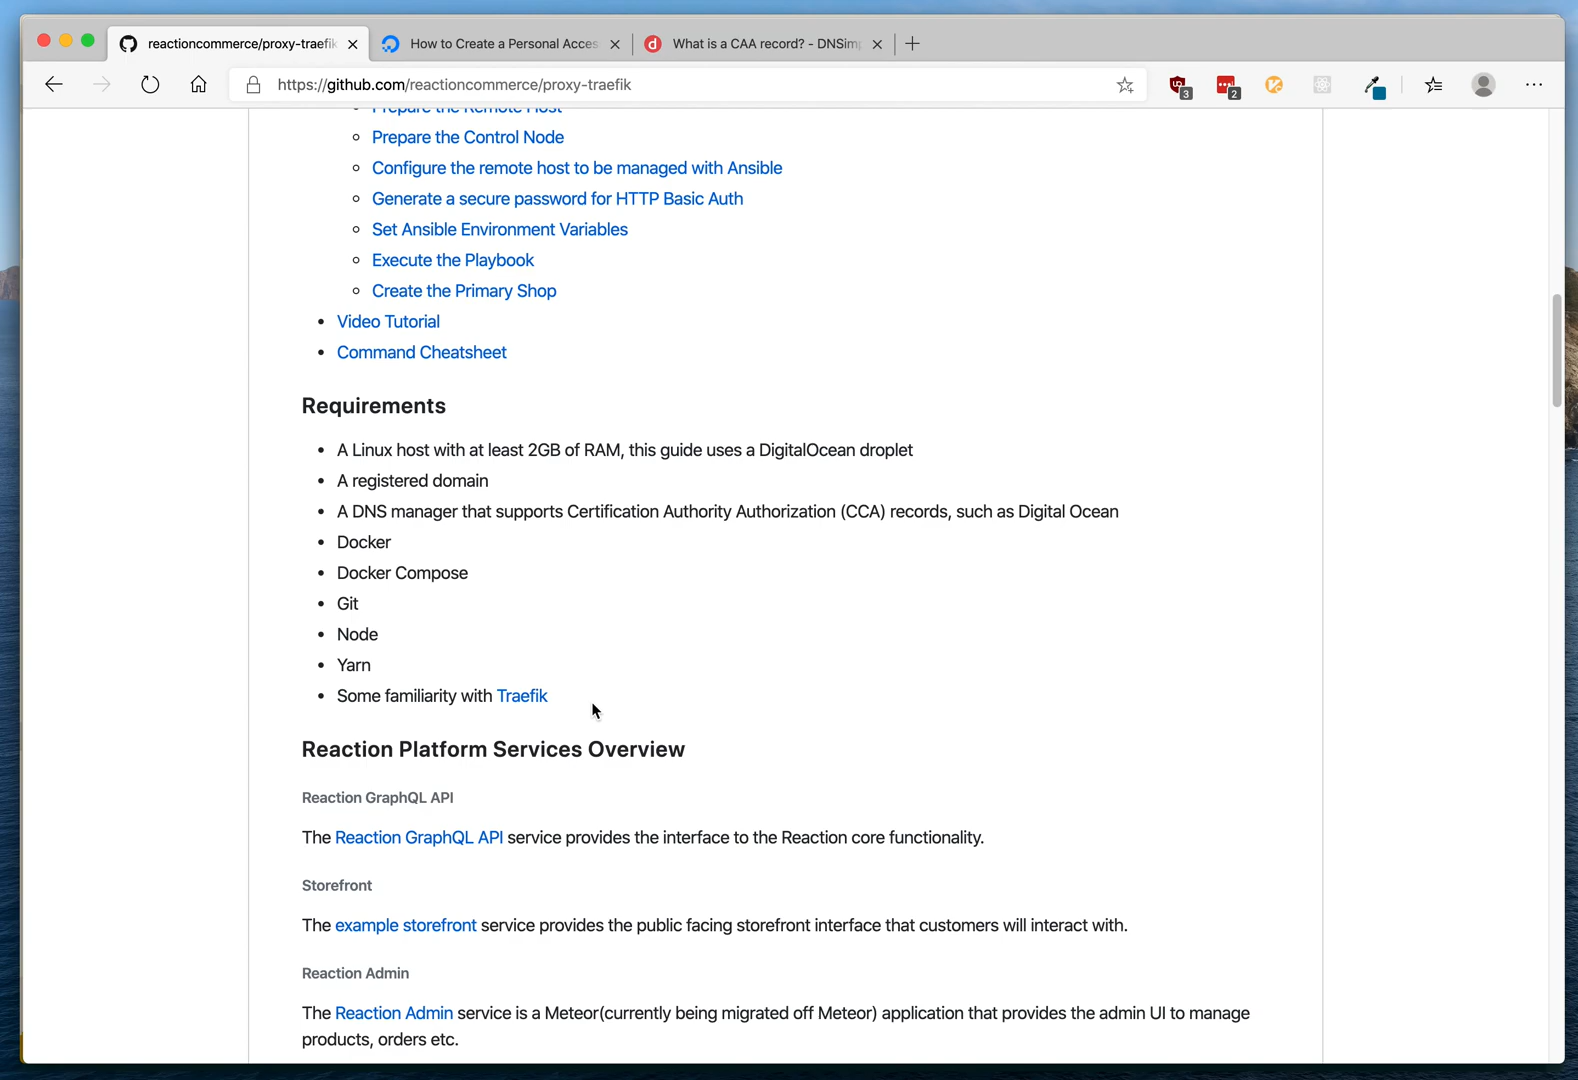 reactioncommerce/proxy-traefik
How to Create a Personal Acces
What is a CAA record? - DNSim
https://github.com/reactioncommerce/proxy-traefik
3
2
Prepare the Remote Host
Prepare the Control Node
Configure the remote host to be managed with Ansible
Generate a secure password for HTTP Basic Auth
Set Ansible Environment Variables
Execute the Playbook
Create the Primary Shop
Video Tutorial
Command Cheatsheet
Requirements
A Linux host with at least 2GB of RAM, this guide uses a DigitalOcean droplet
A registered domain
A DNS manager that supports Certification Authority Authorization (CCA) records, such as Digital Ocean
Docker
Docker Compose
Git
Node
Yarn
Some familiarity with Traefik
Reaction Platform Services Overview
Reaction GraphQL API
The Reaction GraphQL API service provides the interface to the Reaction core functionality.
Storefront
The example storefront service provides the public facing storefront interface that customers will interact with.
Reaction Admin
The Reaction Admin service is a Meteor(currently being migrated off Meteor) application that provides the admin UI to manage
products, orders etc.